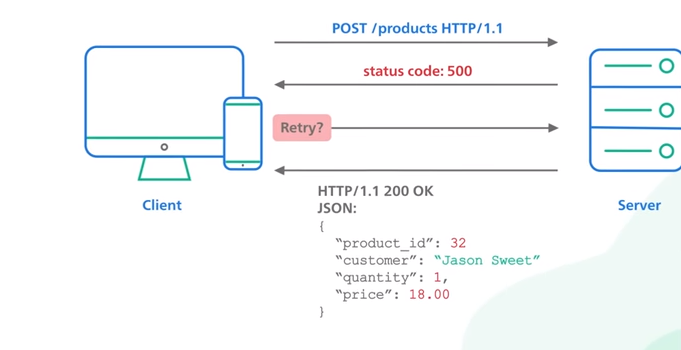 POST /products HTTP/1.1
status code: 500
Retry?
Client
Server
HTTP/1.1 200 OK
JSON:
{
“product_id”: 32
“customer”: “Jason Sweet”
“quantity”: 1,
“price”: 18.00
}